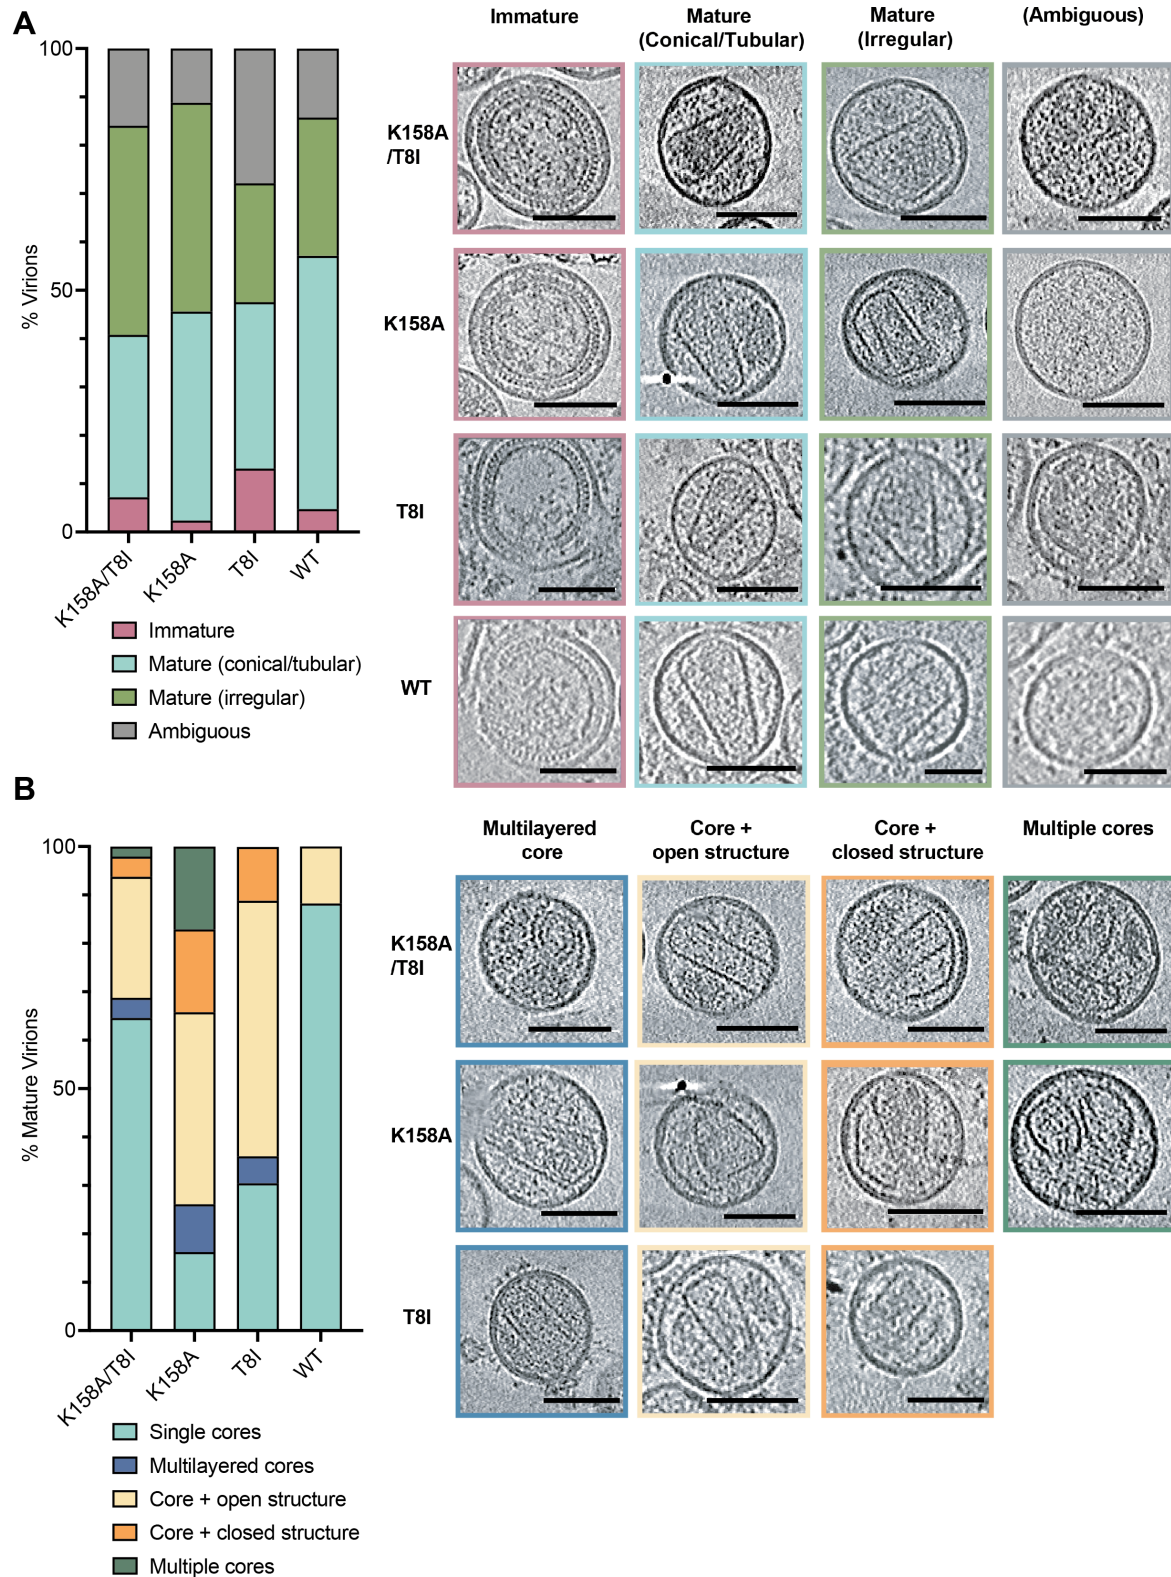 A
100
50
0
% Virions
K158A/T8I
K158A
T8I
WT
Immature
Mature (conical/tubular)
Mature (irregular)
Ambiguous
Immature
Mature
(Conical/Tubular)
Mature
(Irregular)
(Ambiguous)
K158A
/T8I
K158A
T8I
WT
B
100
50
0
% Mature Virions
K158A/T8I
K158A
T8I
WT
Single cores
Multilayered cores
Core + open structure
Core + closed structure
Multiple cores
Multilayered
core
Core +
open structure
Core +
closed structure
Multiple cores
K158A
/T8I
K158A
T8I